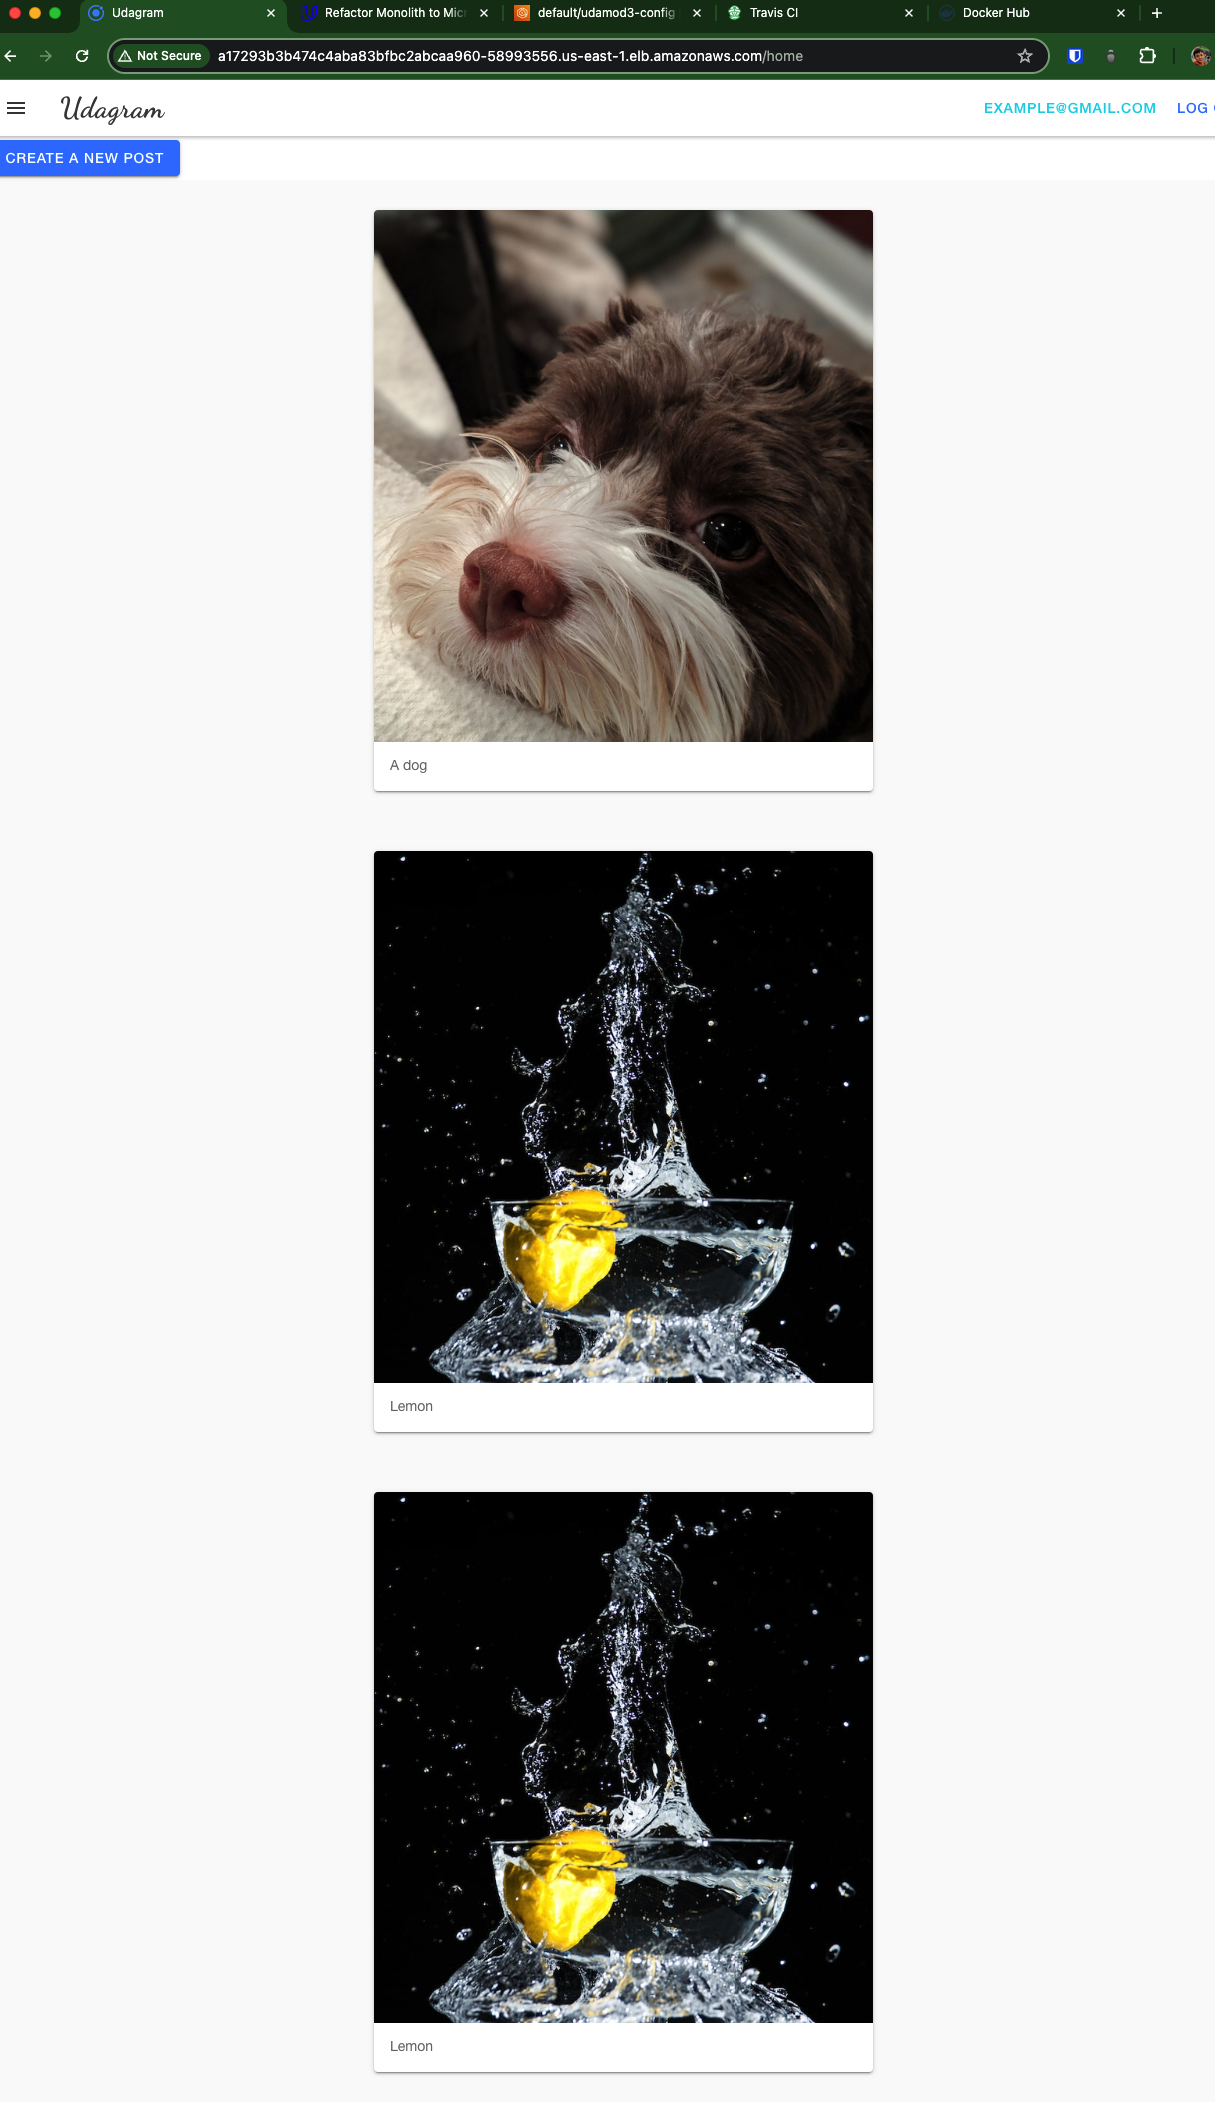 Udagram
Refactor Monolith to Micr
default/udamod3-config
Travis CI
Docker Hub
Not Secure
a17293b3b474c4aba83bfbc2abcaa960-58993556.us-east-1.elb.amazonaws.com/home
Udagram
EXAMPLE@GMAIL.COM
LOG
CREATE A NEW POST
A dog
Lemon
Lemon